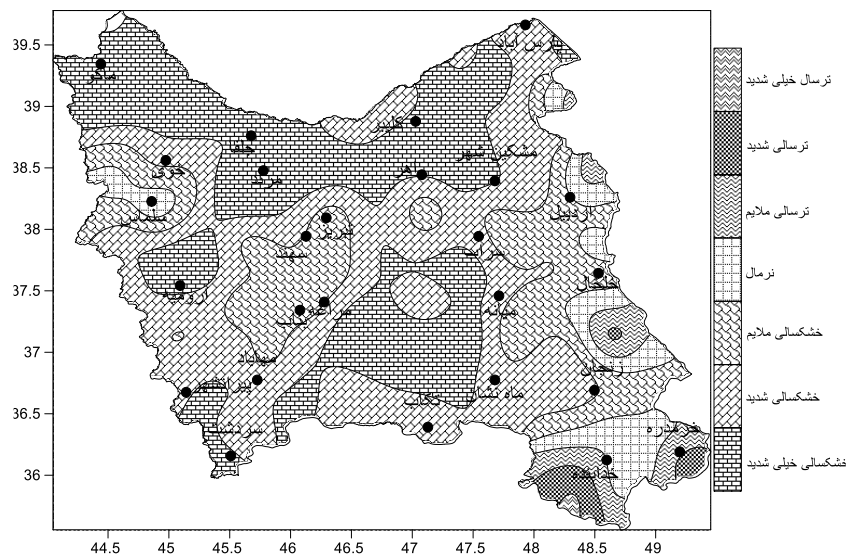 39.5
39
38.5
38
37.5
37
36.5
36
44.5
45
45.5
46
46.5
47
47.5
48
48.5
49
پارس اباد
ماکو
کلیبر
جلفا
مشکین شهر
خوی
مرند
اهر
سلماس
اردبیل
تبریز
سهند
سراب
خلخال
ارومیه
مراغه
بناب
میانه
مهاباد
زنجان
پیرانشهر
ماه نشان
تکاب
سردشت
خرمدره
خدابنده
ترسال خیلی شدید
ترسالی شدید
ترسالی ملایم
نرمال
خشکسالی ملایم
خشکسالی شدید
خشکسالی خیلی شدید